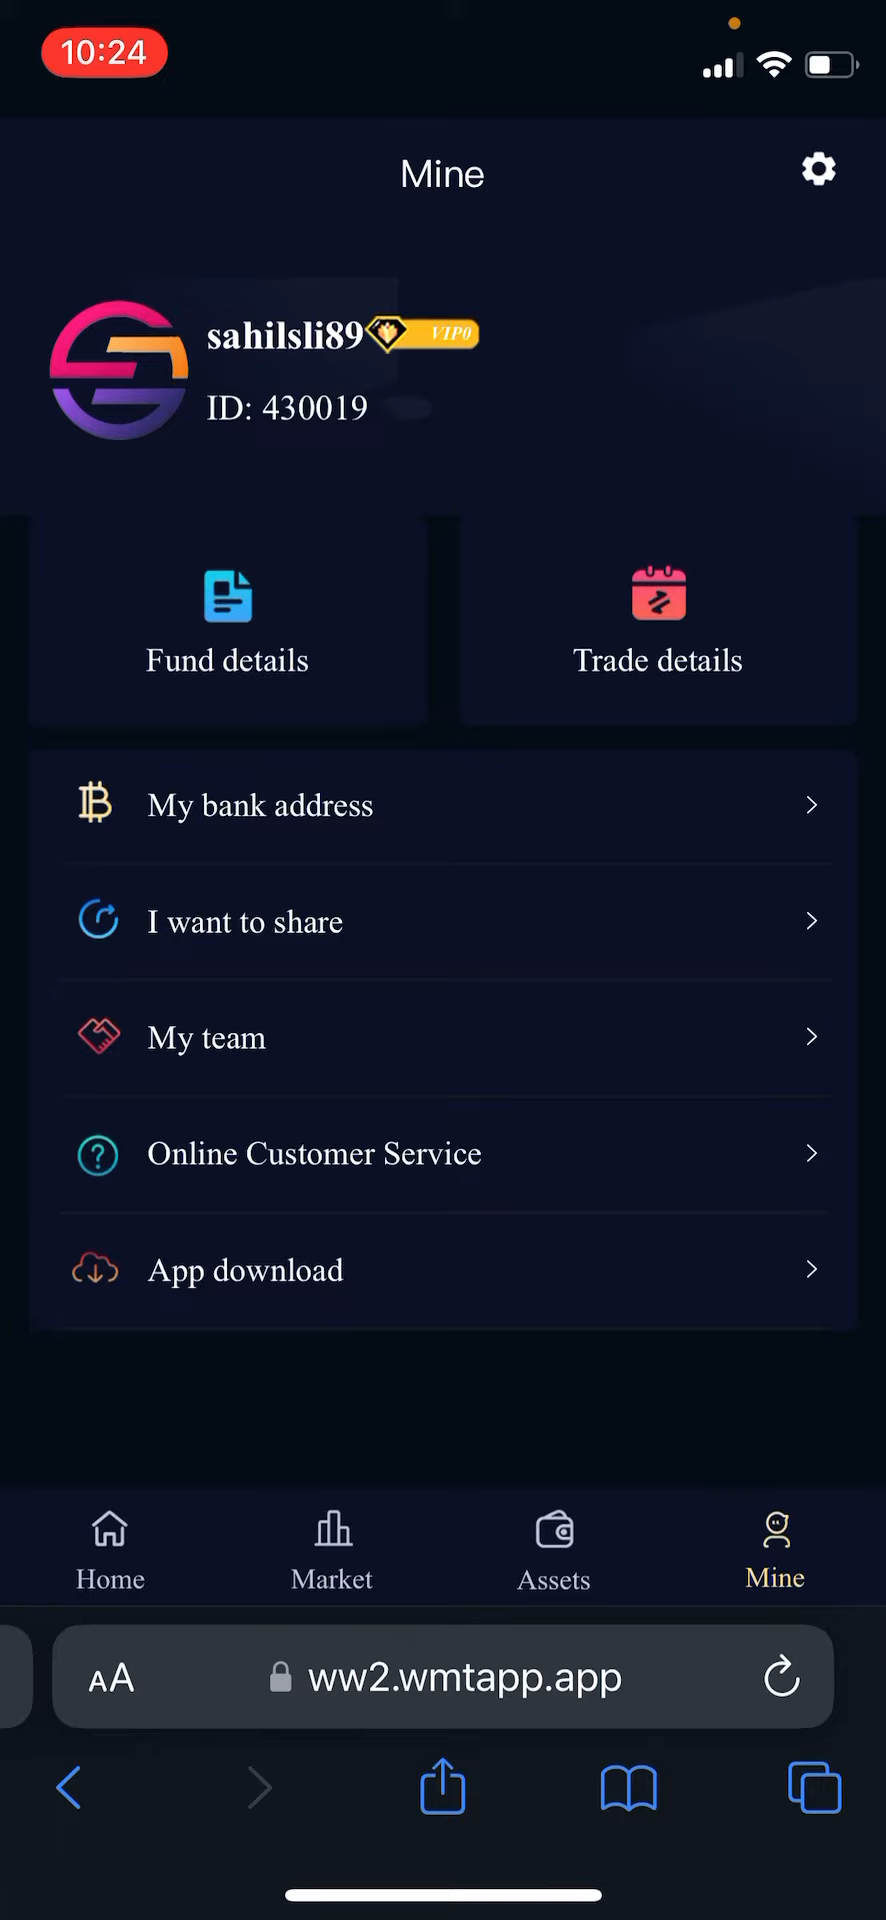 10:24
Mine
sahilsli89 VIP0
ID: 430019
Fund details
Trade details
My bank address
I want to share
My team
Online Customer Service
App download
Home
Market
Assets
Mine
AA ww2.wmtapp.app